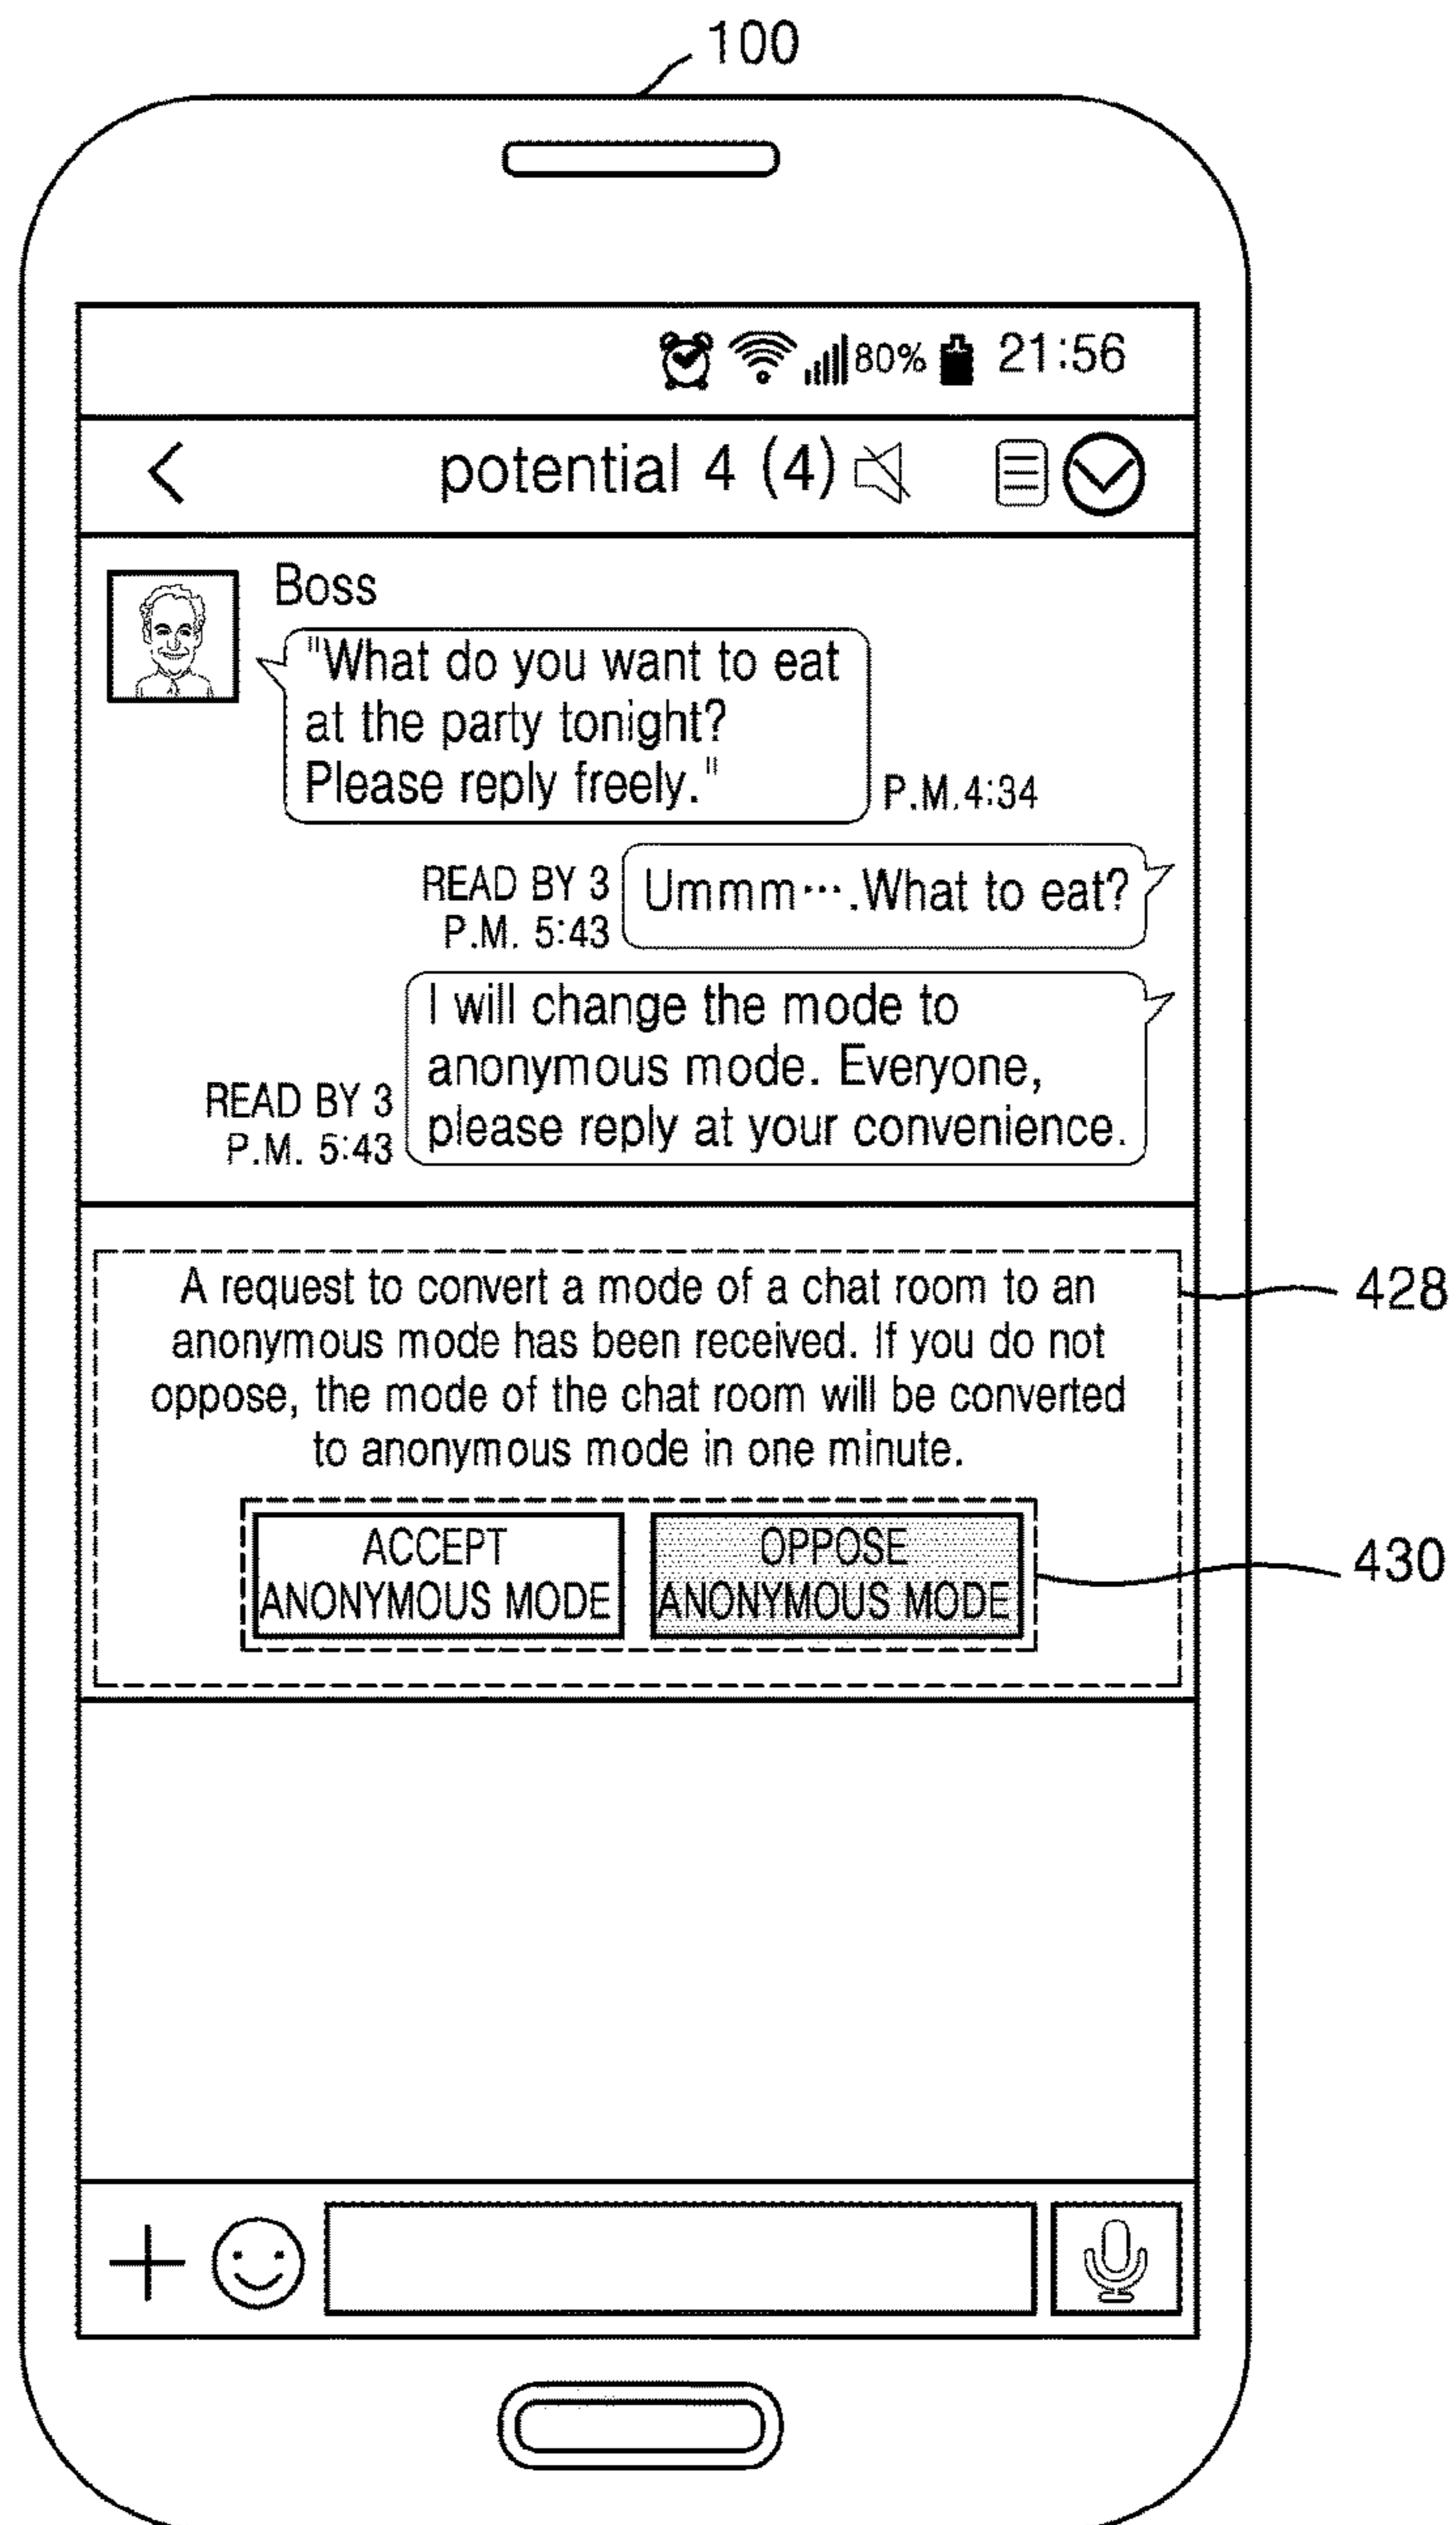 100
80% 21:56
potential 4 (4)
Boss
"What do you want to eat
at the party tonight?
Please reply freely."
P.M.4:34
READ BY 3
P.M. 5:43
Ummm….What to eat?
I will change the mode to
anonymous mode. Everyone,
please reply at your convenience.
READ BY 3
P.M. 5:43
A request to convert a mode of a chat room to an
anonymous mode has been received. If you do not
oppose, the mode of the chat room will be converted
to anonymous mode in one minute.
428
ACCEPT
ANONYMOUS MODE
OPPOSE
ANONYMOUS MODE
430